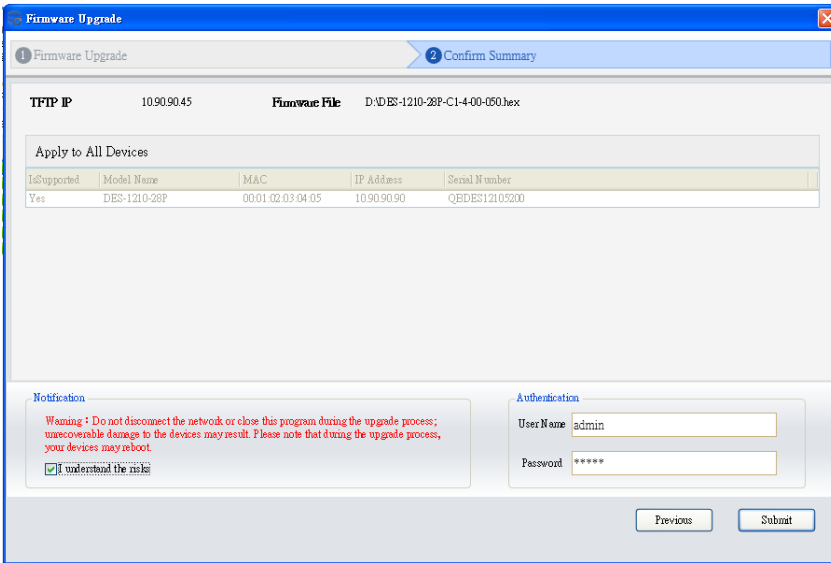 Firmware Upgrade
1 Firmware Upgrade
2 Confirm Summary
TFTP IP 10.90.90.45 Firmware File D:\DES-1210-28P-C1-4-00-050.hex
Apply to All Devices
IsSupported Model Name MAC IP Address Serial Number
Yes DES-1210-28P 00:01:02:03:04:05 10.90.90.90 QBDES12105200
Notification
Warning : Do not disconnect the network or close this program during the upgrade process;
unrecoverable damage to the devices may result. Please note that during the upgrade process,
your devices may reboot.
I understand the risks
Authentication
User Name admin
Password *****
Previous Submit